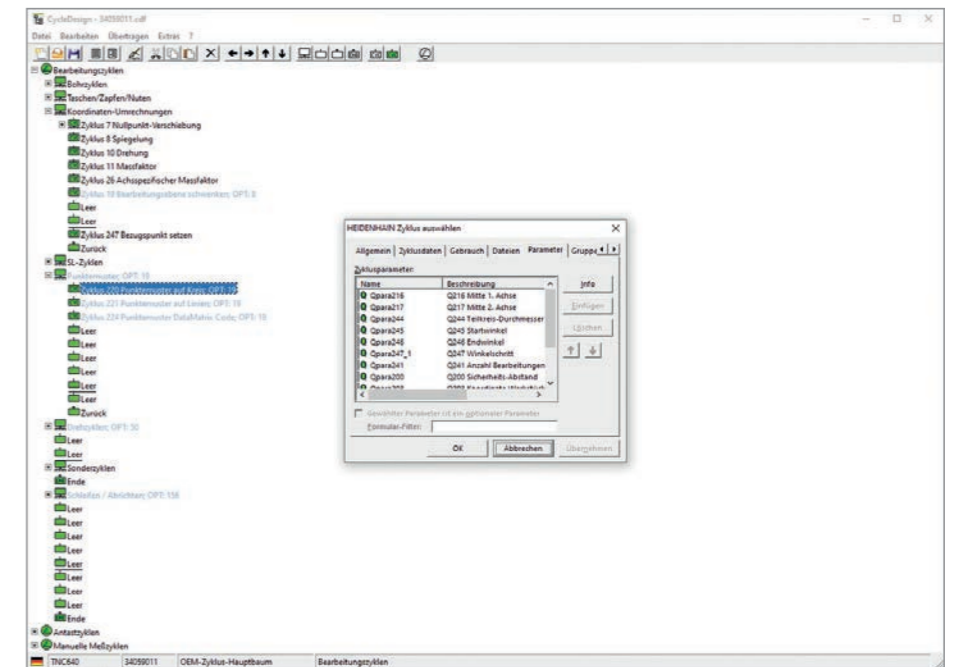 CycleDesign - 34059011.cdf
Datei Bearbeiten Übertragen Extras ?
Bearbeitungszyklen
Bohrzyklen
Taschen/Zapfen/Nuten
Koordinaten-Umrechnungen
Zyklus 7 Nullpunkt-Verschiebung
Zyklus 8 Spiegelung
Zyklus 10 Drehung
Zyklus 11 Massfaktor
Zyklus 26 Achsspezifischer Massfaktor
Zyklus 19 Bearbeitungsebene schwenken; OPT: 8
Leer
Leer
Zyklus 247 Bezugspunkt setzen
Zurück
SL-Zyklen
Punktemuster; OPT: 19
Zyklus 220 Punktemuster auf Kreis; OPT: 19
Zyklus 221 Punktemuster auf Linien; OPT: 19
Zyklus 224 Punktemuster DataMatrix Code; OPT: 19
Leer
Leer
Leer
Leer
Leer
Leer
Zurück
Drehzyklen; OPT: 50
Leer
Leer
Sonderzyklen
Ende
Schleifen / Abrichten; OPT: 156
Leer
Leer
Leer
Leer
Leer
Leer
Leer
Leer
Ende
Antastzyklen
Manuelle Meßzyklen
TNC640 34059011 OEM-Zyklus-Hauptbaum Bearbeitungszyklen
HEIDENHAIN Zyklus auswählen
Allgemein Zyklusdaten Gebrauch Dateien Parameter Gruppe
Zyklusparameter:
Name Beschreibung
Qpara216 Q216 Mitte 1. Achse
Qpara217 Q217 Mitte 2. Achse
Qpara244 Q244 Teilkreis-Durchmesser
Qpara245 Q245 Startwinkel
Qpara246 Q246 Endwinkel
Qpara247_1 Q247 Winkelschritt
Qpara241 Q241 Anzahl Bearbeitungen
Qpara200 Q200 Sicherheits-Abstand
Info
Einfügen
Löschen
Gewählter Parameter ist ein optionaler Parameter
Formular-Filter:
OK Abbrechen Übernehmen